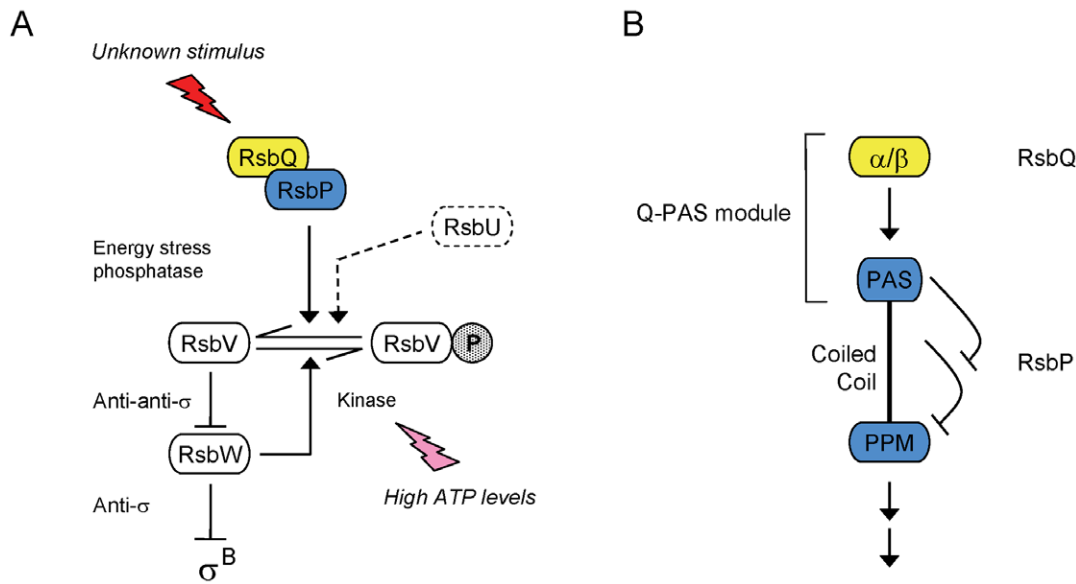 A
Unknown stimulus
RsbQ
RsbP
RsbU
Energy stress
phosphatase
RsbV
RsbV
P
Anti-anti-σ
Kinase
RsbW
High ATP levels
Anti-σ
σB
B
α/β
RsbQ
Q-PAS module
PAS
Coiled
Coil
RsbP
PPM